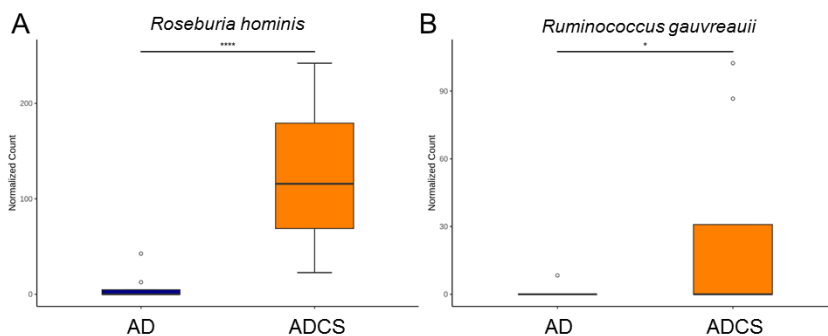 A
Roseburia hominis
****
Normalized Count
200
100
0
AD
ADCS
B
Ruminococcus gauvreauii
*
Normalized Count
90
60
30
0
AD
ADCS